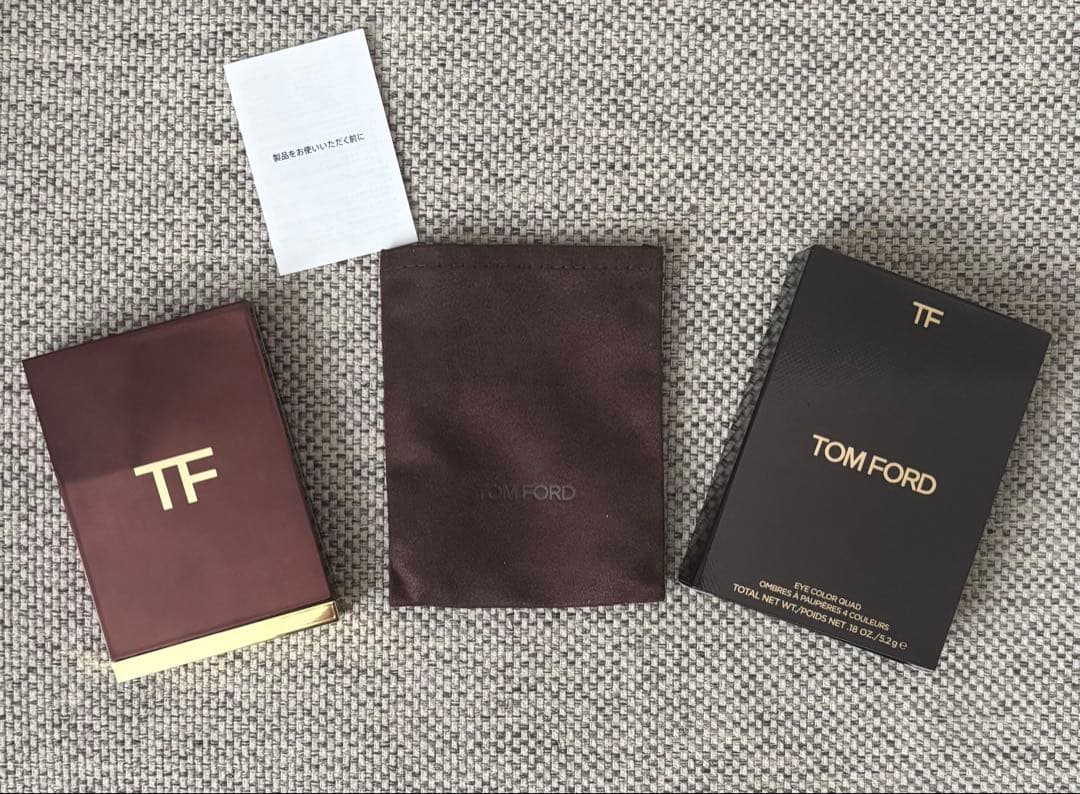 製品をお使いいただく前に
TF
TOM FORD
TF
TOM FORD
EYE COLOR QUAD
OMBRES À PAUPIÈRES 4 COULEURS
TOTAL NET WT./POIDS NET .18 OZ./5.2g ℮